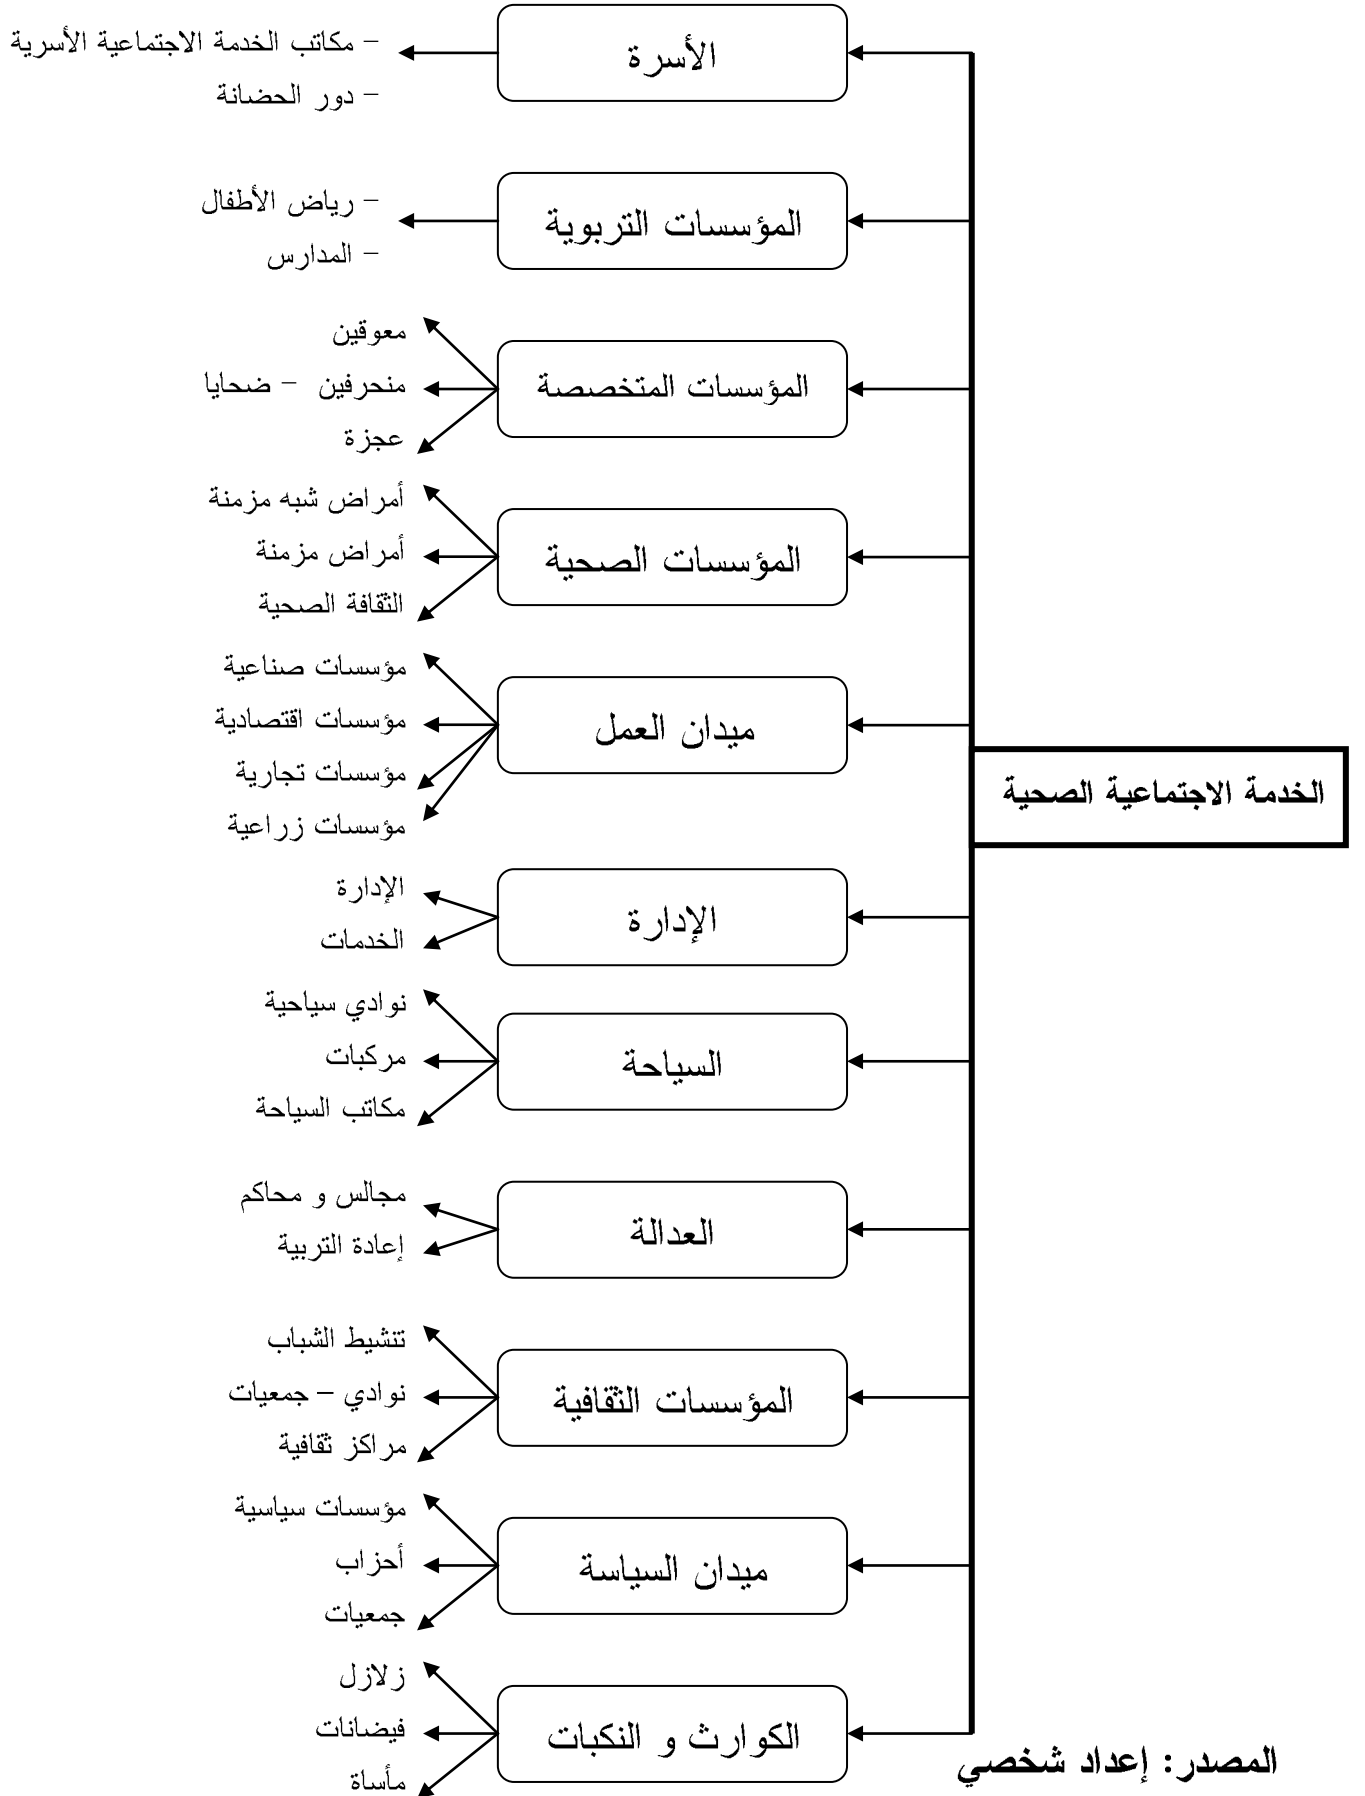 الخدمة الاجتماعية الصحية
الأسرة
– مكاتب الخدمة الاجتماعية الأسرية
– دور الحضانة
المؤسسات التربوية
– رياض الأطفال
– المدارس
المؤسسات المتخصصة
معوقين
منحرفين – ضحايا
عجزة
المؤسسات الصحية
أمراض شبه مزمنة
أمراض مزمنة
الثقافة الصحية
ميدان العمل
مؤسسات صناعية
مؤسسات اقتصادية
مؤسسات تجارية
مؤسسات زراعية
الإدارة
الإدارة
الخدمات
السياحة
نوادي سياحية
مركبات
مكاتب السياحة
العدالة
مجالس و محاكم
إعادة التربية
المؤسسات الثقافية
تنشيط الشباب
نوادي – جمعيات
مراكز ثقافية
ميدان السياسة
مؤسسات سياسية
أحزاب
جمعيات
الكوارث و النكبات
زلازل
فيضانات
مأساة
المصدر: إعداد شخصي